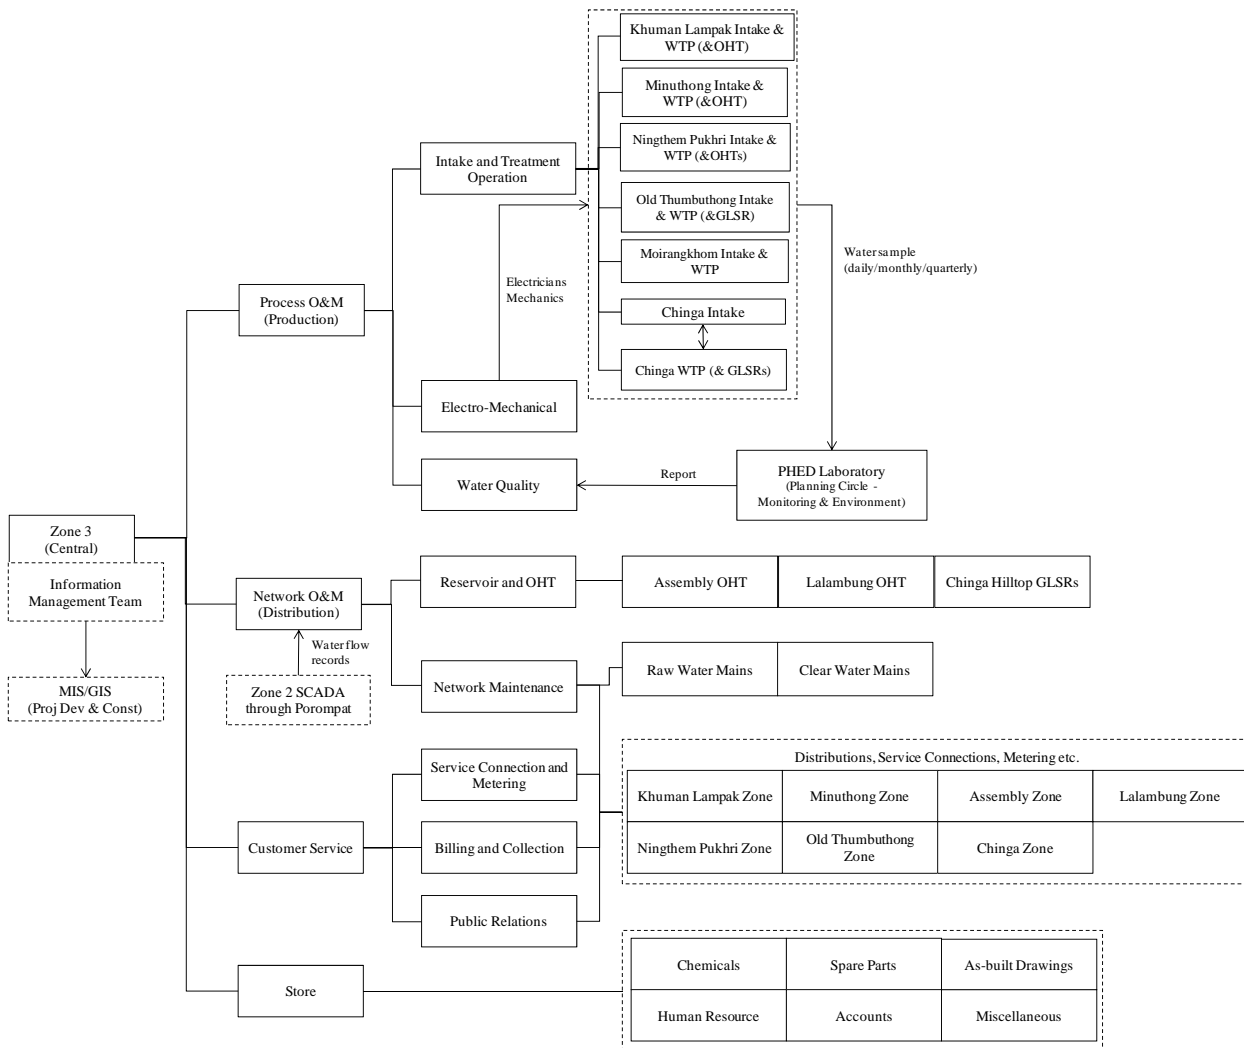 Khuman Lampak Intake &
WTP (&OHT)
Minuthong Intake &
WTP (&OHT)
Ningthem Pukhri Intake &
WTP (&OHTs)
Intake and Treatment
Operation
Old Thumbuthong Intake
& WTP (&GLSR)
Water sample
(daily/monthly/quarterly)
Moirangkhom Intake &
WTP
Electricians
Mechanics
Process O&M
(Production)
Chinga Intake
Chinga WTP (& GLSRs)
Electro-Mechanical
Water Quality
Report
PHED Laboratory
(Planning Circle -
Monitoring & Environment)
Zone 3
(Central)
Information
Management Team
MIS/GIS
(Proj Dev & Const)
Network O&M
(Distribution)
Water flow
records
Zone 2 SCADA
through Porompat
Reservoir and OHT
Assembly OHT
Lalambung OHT
Chinga Hilltop GLSRs
Network Maintenance
Raw Water Mains
Clear Water Mains
Service Connection and
Metering
Distributions, Service Connections, Metering etc.
Khuman Lampak Zone
Minuthong Zone
Assembly Zone
Lalambung Zone
Ningthem Pukhri Zone
Old Thumbuthong
Zone
Chinga Zone
Customer Service
Billing and Collection
Public Relations
Store
Chemicals
Spare Parts
As-built Drawings
Human Resource
Accounts
Miscellaneous